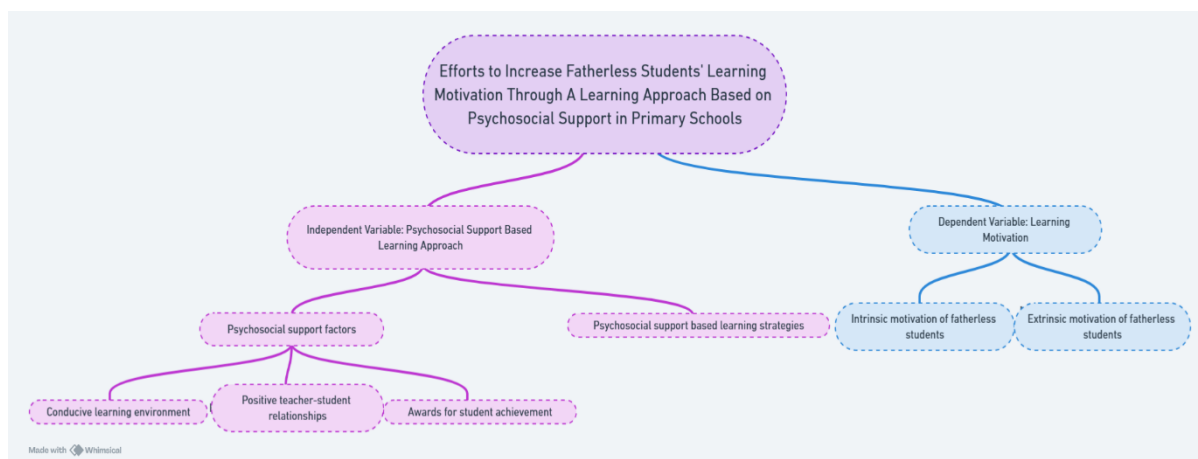 Efforts to Increase Fatherless Students' Learning
Motivation Through A Learning Approach Based on
Psychosocial Support in Primary Schools
Independent Variable: Psychosocial Support Based
Learning Approach
Dependent Variable: Learning
Motivation
Psychosocial support factors
Psychosocial support based learning strategies
Intrinsic motivation of fatherless
students
Extrinsic motivation of fatherless
students
Conducive learning environment
Positive teacher-student
relationships
Awards for student achievement
Made with Whimsical